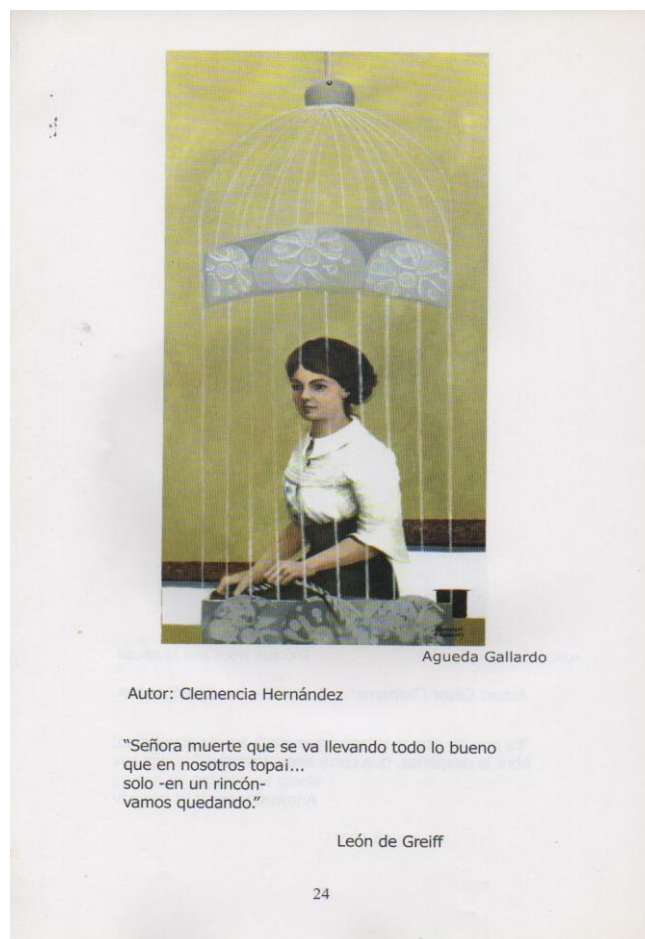 Agueda Gallardo
Autor: Clemencia Hernández
“Señora muerte que se va llevando todo lo bueno
que en nosotros topai...
solo -en un rincón-
vamos quedando.”
León de Greiff
24